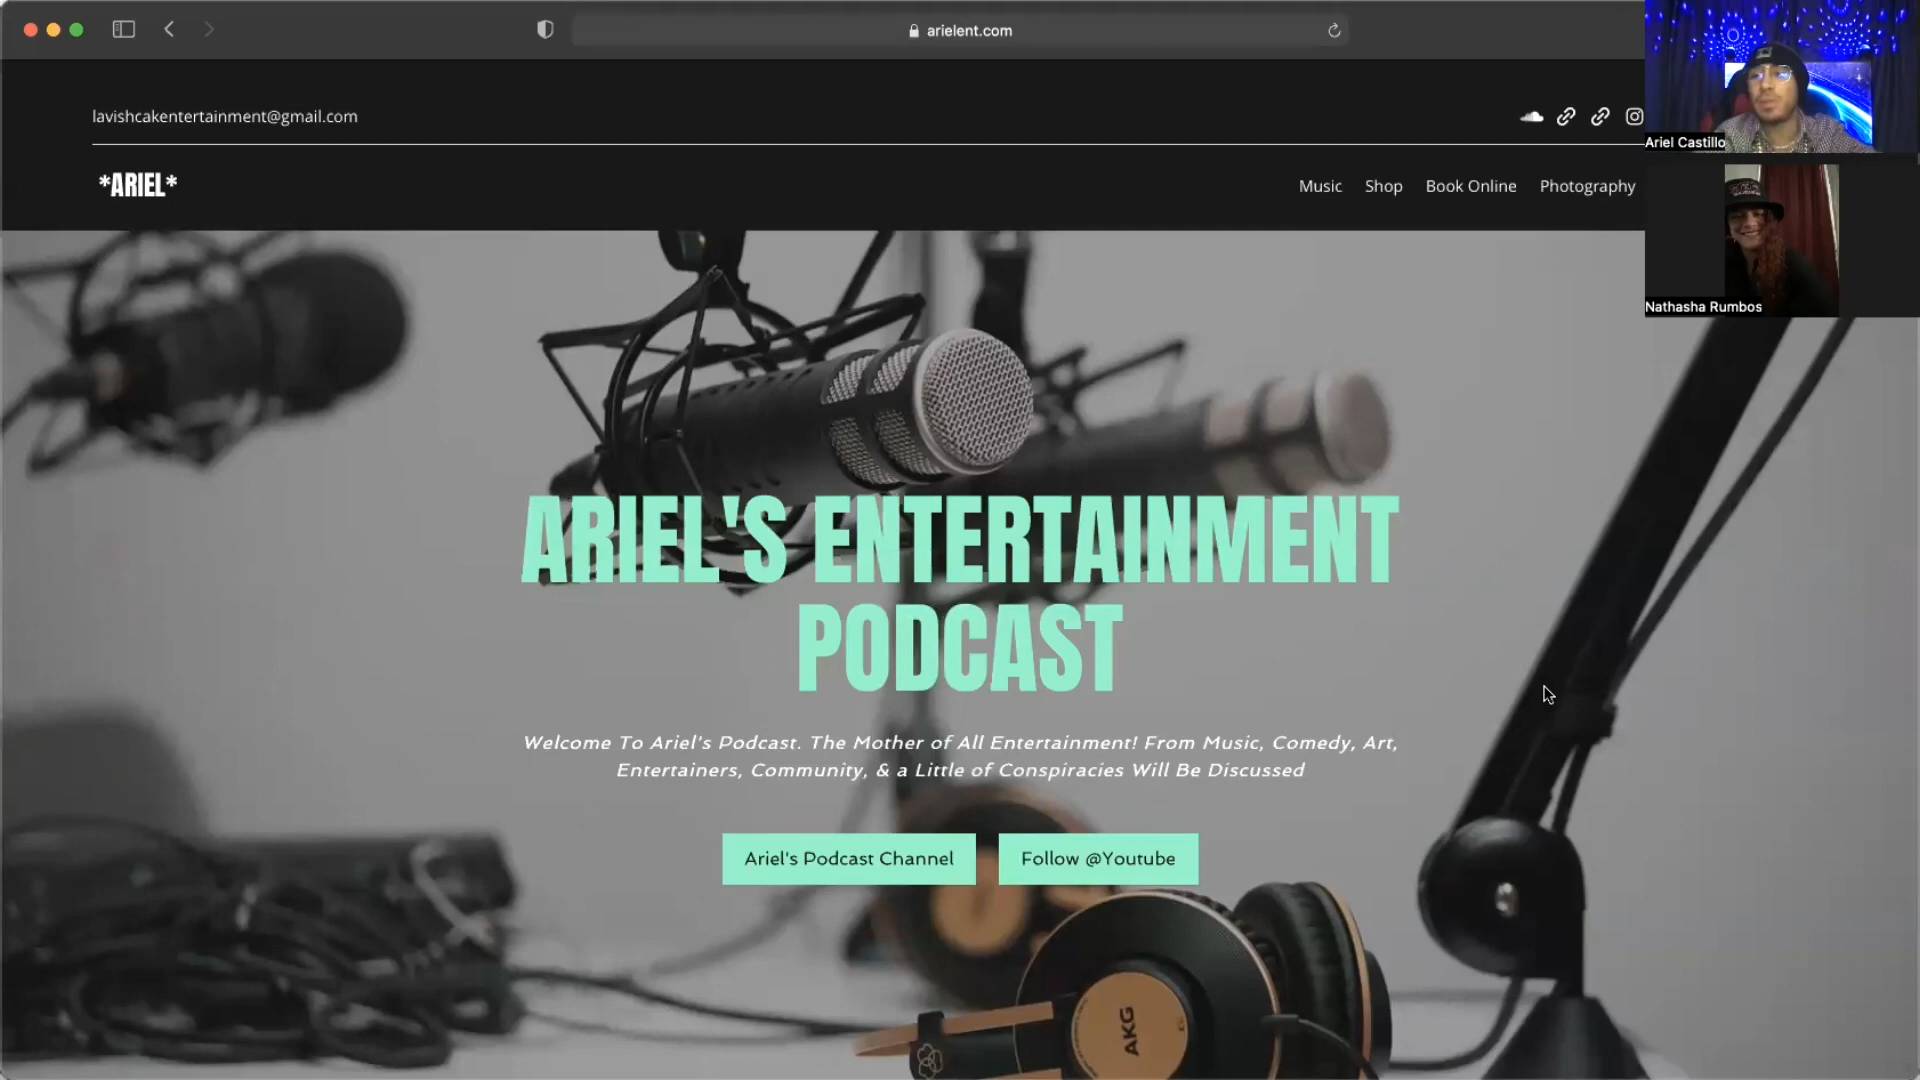 arielent.com
lavishcakentertainment@gmail.com
*ARIEL*
Music Shop Book Online Photography
Ariel Castillo
Nathasha Rumbos
ARIEL'S ENTERTAINMENT
PODCAST
Welcome To Ariel's Podcast. The Mother of All Entertainment! From Music, Comedy, Art,
Entertainers, Community, & a Little of Conspiracies Will Be Discussed
Ariel's Podcast Channel
Follow @Youtube
AKG